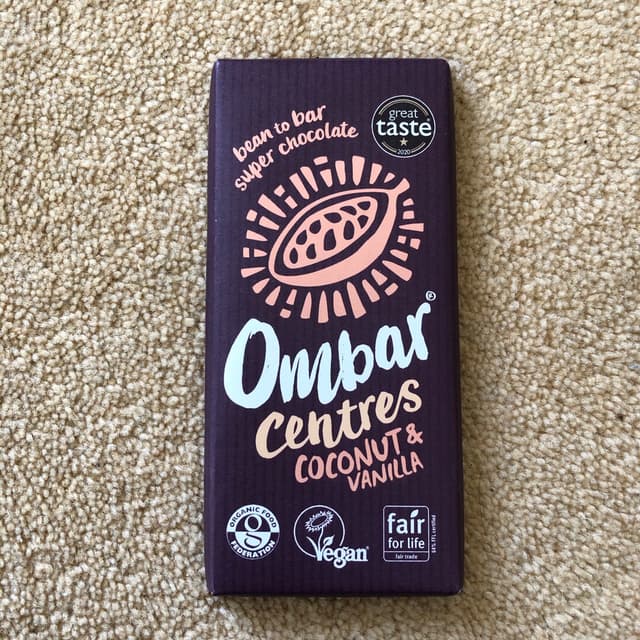 bean to bar
super chocolate
great
taste
2020
Ombar®
Centres
COCONUT &
VANILLA
ORGANIC FOOD
FEDERATION
Vegan
fair
for life
fair trade